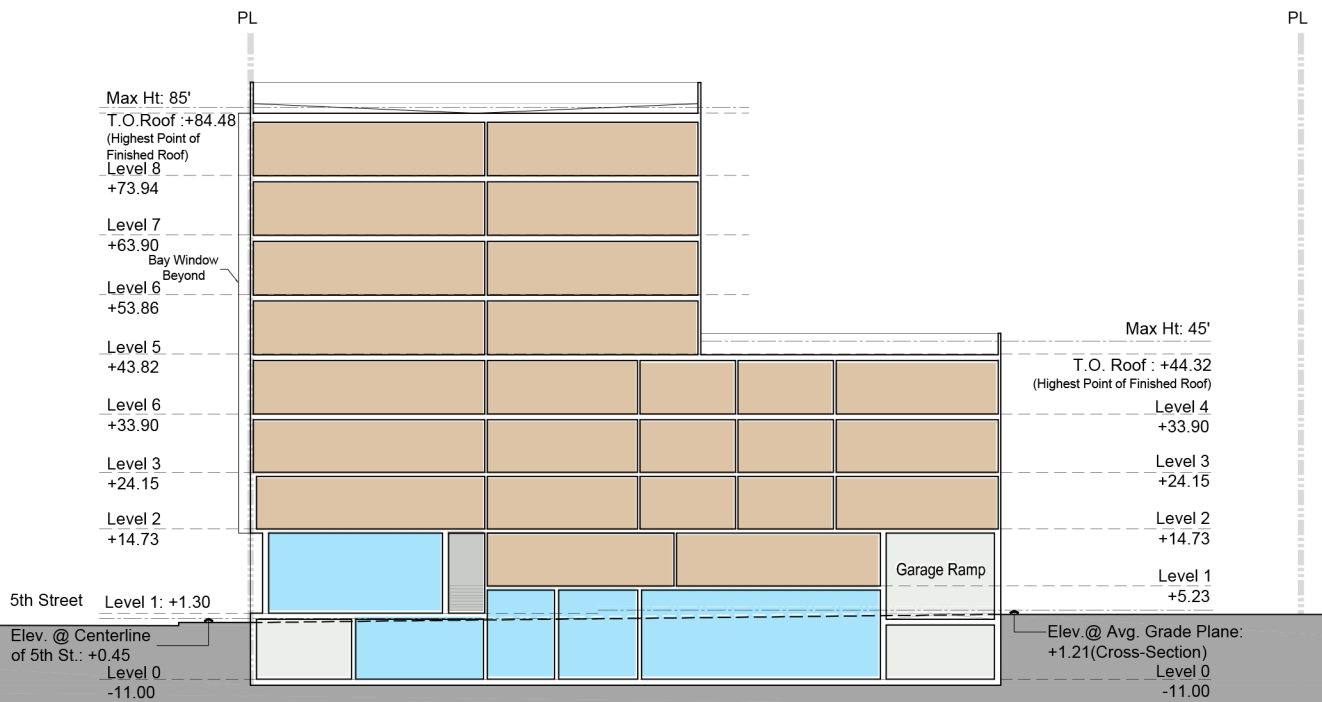 PL
PL
Max Ht: 85'
T.O.Roof :+84.48
(Highest Point of
Finished Roof)
Level 8
+73.94
Level 7
+63.90
Bay Window
Beyond
Level 6
+53.86
Level 5
+43.82
Level 6
+33.90
Level 3
+24.15
Level 2
+14.73
5th Street
Level 1: +1.30
Elev. @ Centerline
of 5th St.: +0.45
Level 0
-11.00
Garage Ramp
Max Ht: 45'
T.O. Roof : +44.32
(Highest Point of Finished Roof)
Level 4
+33.90
Level 3
+24.15
Level 2
+14.73
Level 1
+5.23
Elev.@ Avg. Grade Plane:
+1.21(Cross-Section)
Level 0
-11.00